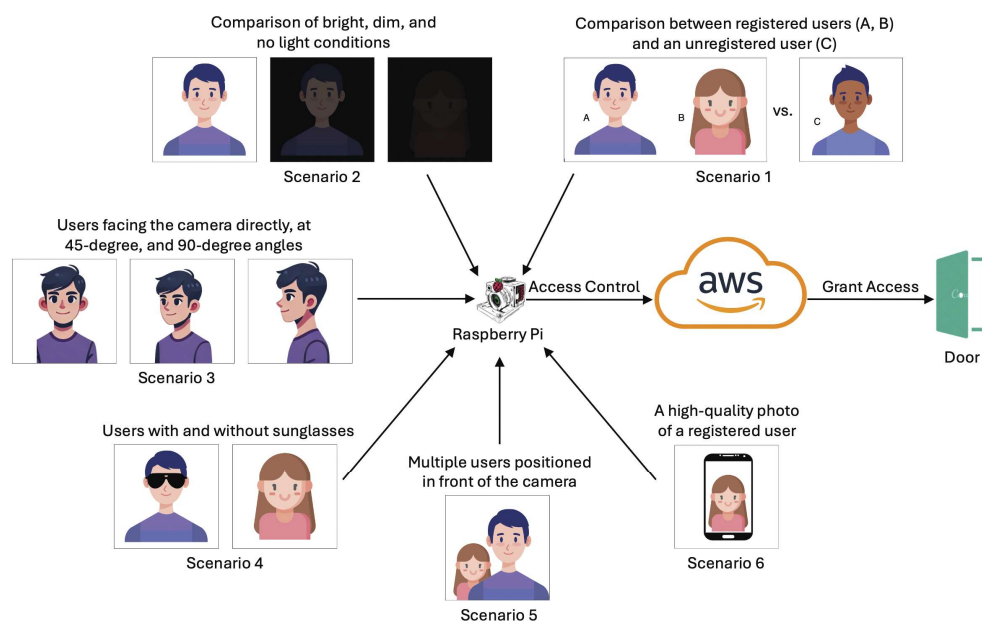 Comparison of bright, dim, and
no light conditions
Scenario 2
Comparison between registered users (A, B)
and an unregistered user (C)
A
B
vs.
C
Scenario 1
Users facing the camera directly, at
45-degree, and 90-degree angles
Scenario 3
Raspberry Pi
Access Control
aws
Grant Access
Door
Users with and without sunglasses
Scenario 4
Multiple users positioned
in front of the camera
Scenario 5
A high-quality photo
of a registered user
Scenario 6